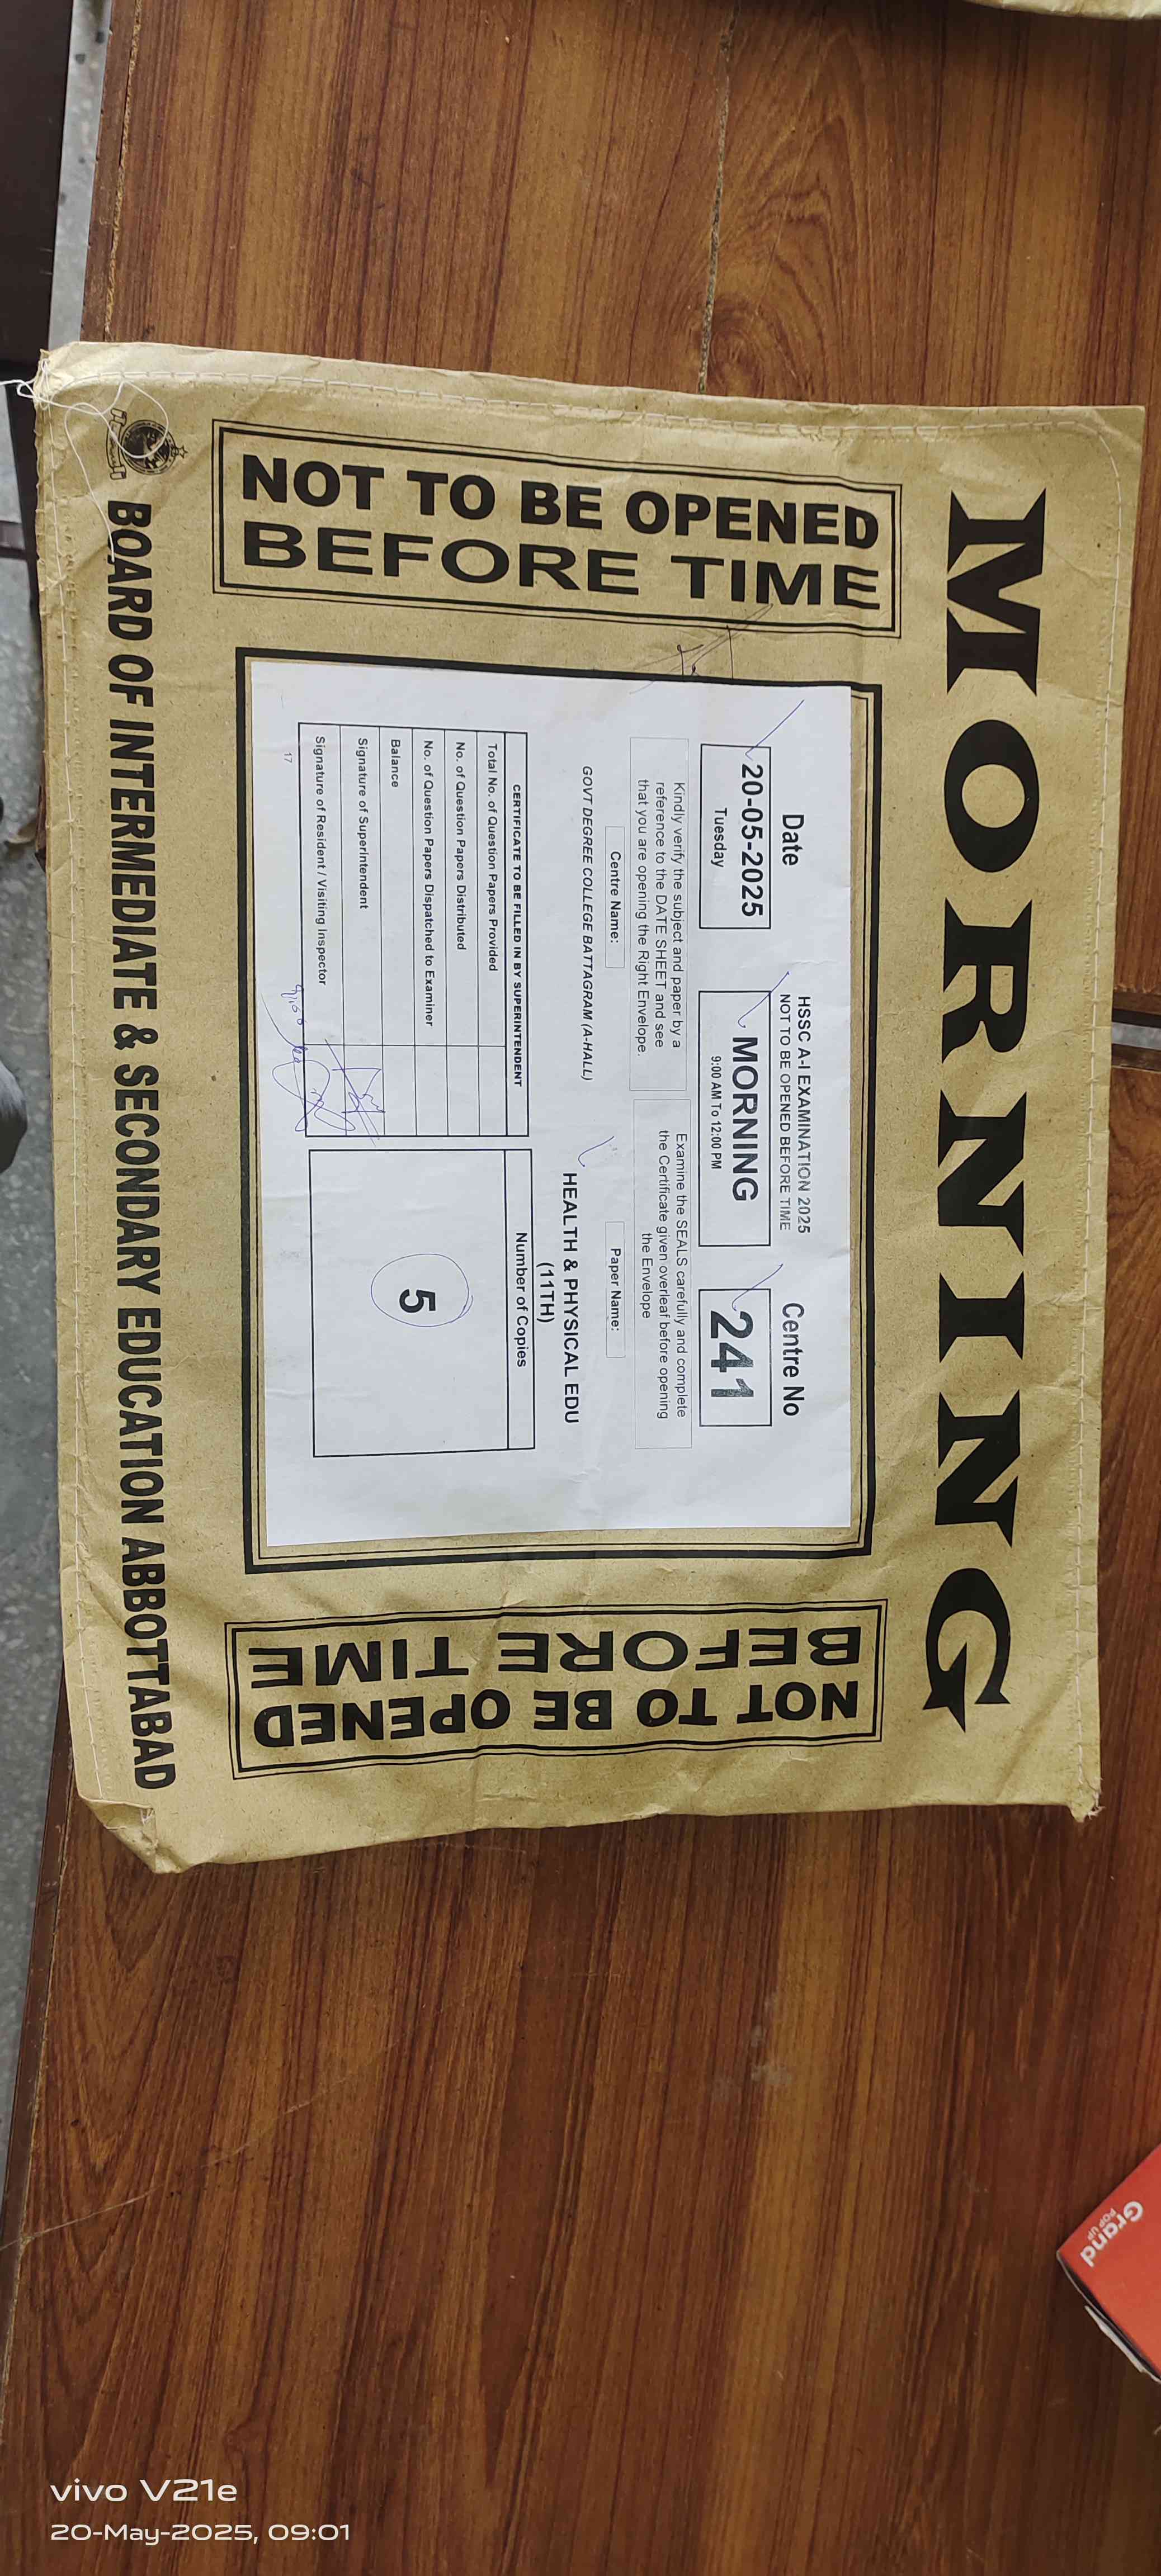 MORNING
NOT TO BE OPENED
BEFORE TIME
Date
HSSC A-I EXAMINATION 2025
NOT TO BE OPENED BEFORE TIME
Centre No
20-05-2025
Tuesday
MORNING
9:00 AM To 12:00 PM
241
Kindly verify the subject and paper by a
reference to the DATE SHEET and see
that you are opening the Right Envelope.
Examine the SEALS carefully and complete
the Certificate given overleaf before opening
the Envelope
Centre Name:
Paper Name:
GOVT DEGREE COLLEGE BATTAGRAM (A-HALL)
HEALTH & PHYSICAL EDU
(11TH)
CERTIFICATE TO BE FILLED IN BY SUPERINTENDENT
Total No. of Question Papers Provided
No. of Question Papers Distributed
No. of Question Papers Dispatched to Examiner
Balance
Signature of Superintendent
Signature of Resident / Visiting Inspector
Number of Copies
5
17
NOT TO BE OPENED
BEFORE TIME
BOARD OF INTERMEDIATE & SECONDARY EDUCATION ABBOTTABAD
Grand
POP UP
vivo V21e
20-May-2025, 09:01